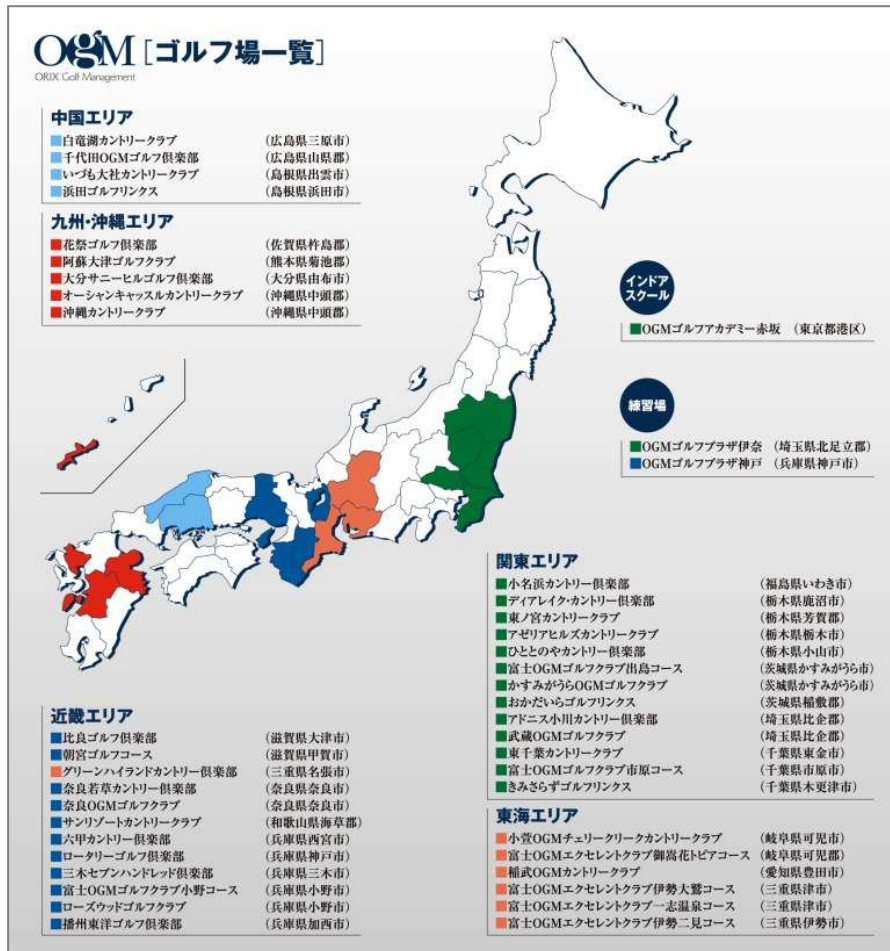 OGM [ゴルフ場一覧]
ORIX Golf Management
中国エリア
■白竜湖カントリークラブ （広島県三原市）
■千代田OGMゴルフ倶楽部 （広島県山県郡）
■いづも大社カントリークラブ （島根県出雲市）
■浜田ゴルフリンクス （島根県浜田市）
九州・沖縄エリア
■花祭ゴルフ倶楽部 （佐賀県杵島郡）
■阿蘇大津ゴルフクラブ （熊本県菊池郡）
■大分サニーヒルゴルフ倶楽部 （大分県由布市）
■オーシャンキャッスルカントリークラブ （沖縄県中頭郡）
■沖縄カントリークラブ （沖縄県中頭郡）
インドア
スクール
■OGMゴルフアカデミー赤坂 （東京都港区）
練習場
■OGMゴルフプラザ伊奈 （埼玉県北足立郡）
■OGMゴルフプラザ神戸 （兵庫県神戸市）
関東エリア
■小名浜カントリー倶楽部 （福島県いわき市）
■ディアレイク・カントリー倶楽部 （栃木県鹿沼市）
■東ノ宮カントリークラブ （栃木県芳賀郡）
■アゼリアヒルズカントリークラブ （栃木県栃木市）
■ひととのやカントリー倶楽部 （栃木県小山市）
■富士OGMゴルフクラブ出島コース （茨城県かすみがうら市）
■かすみがうらOGMゴルフクラブ （茨城県かすみがうら市）
■おかだいらゴルフリンクス （茨城県稲敷郡）
■アドニス小川カントリー倶楽部 （埼玉県比企郡）
■武蔵OGMゴルフクラブ （埼玉県比企郡）
■東千葉カントリークラブ （千葉県東金市）
■富士OGMゴルフクラブ市原コース （千葉県市原市）
■きみさらずゴルフリンクス （千葉県木更津市）
近畿エリア
■比良ゴルフ倶楽部 （滋賀県大津市）
■朝宮ゴルフコース （滋賀県甲賀市）
■グリーンハイランドカントリー倶楽部 （三重県名張市）
■奈良若草カントリー倶楽部 （奈良県奈良市）
■奈良OGMゴルフクラブ （奈良県奈良市）
■サンリゾートカントリークラブ （和歌山県海草郡）
■六甲カントリー倶楽部 （兵庫県西宮市）
■ロータリーゴルフ倶楽部 （兵庫県神戸市）
■三木セブンハンドレッド倶楽部 （兵庫県三木市）
■富士OGMゴルフクラブ小野コース （兵庫県小野市）
■ローズウッドゴルフクラブ （兵庫県小野市）
■播州東洋ゴルフ倶楽部 （兵庫県加西市）
東海エリア
■小萱OGMチェリークリークカントリークラブ （岐阜県可児市）
■富士OGMエクセレントクラブ御嵩花トピアコース （岐阜県可児郡）
■稲武OGMカントリークラブ （愛知県豊田市）
■富士OGMエクセレントクラブ伊勢大鷲コース （三重県津市）
■富士OGMエクセレントクラブ一志温泉コース （三重県津市）
■富士OGMエクセレントクラブ伊勢二見コース （三重県伊勢市）